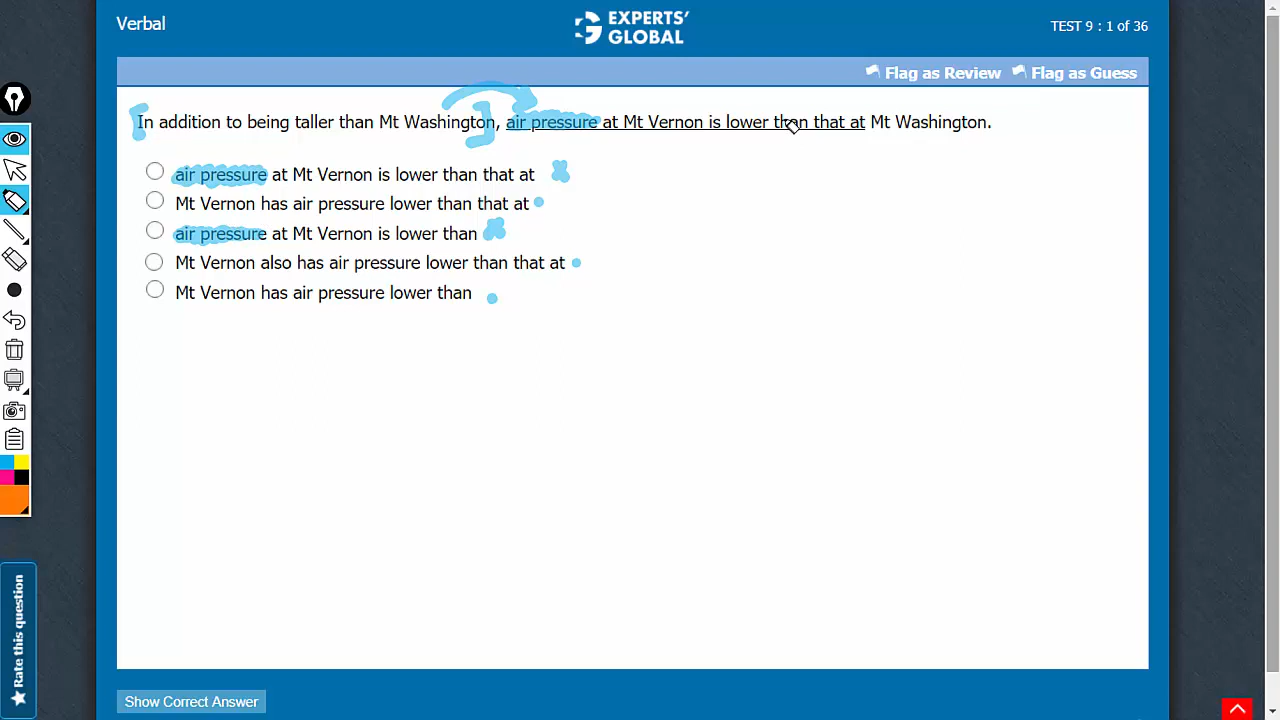 Verbal
EXPERTS'
GLOBAL
TEST 9 : 1 of 36
Flag as Review
Flag as Guess
In addition to being taller than Mt Washington, air pressure at Mt Vernon is lower than that at Mt Washington.
air pressure at Mt Vernon is lower than that at
Mt Vernon has air pressure lower than that at
air pressure at Mt Vernon is lower than
Mt Vernon also has air pressure lower than that at
Mt Vernon has air pressure lower than
Rate this question
Show Correct Answer